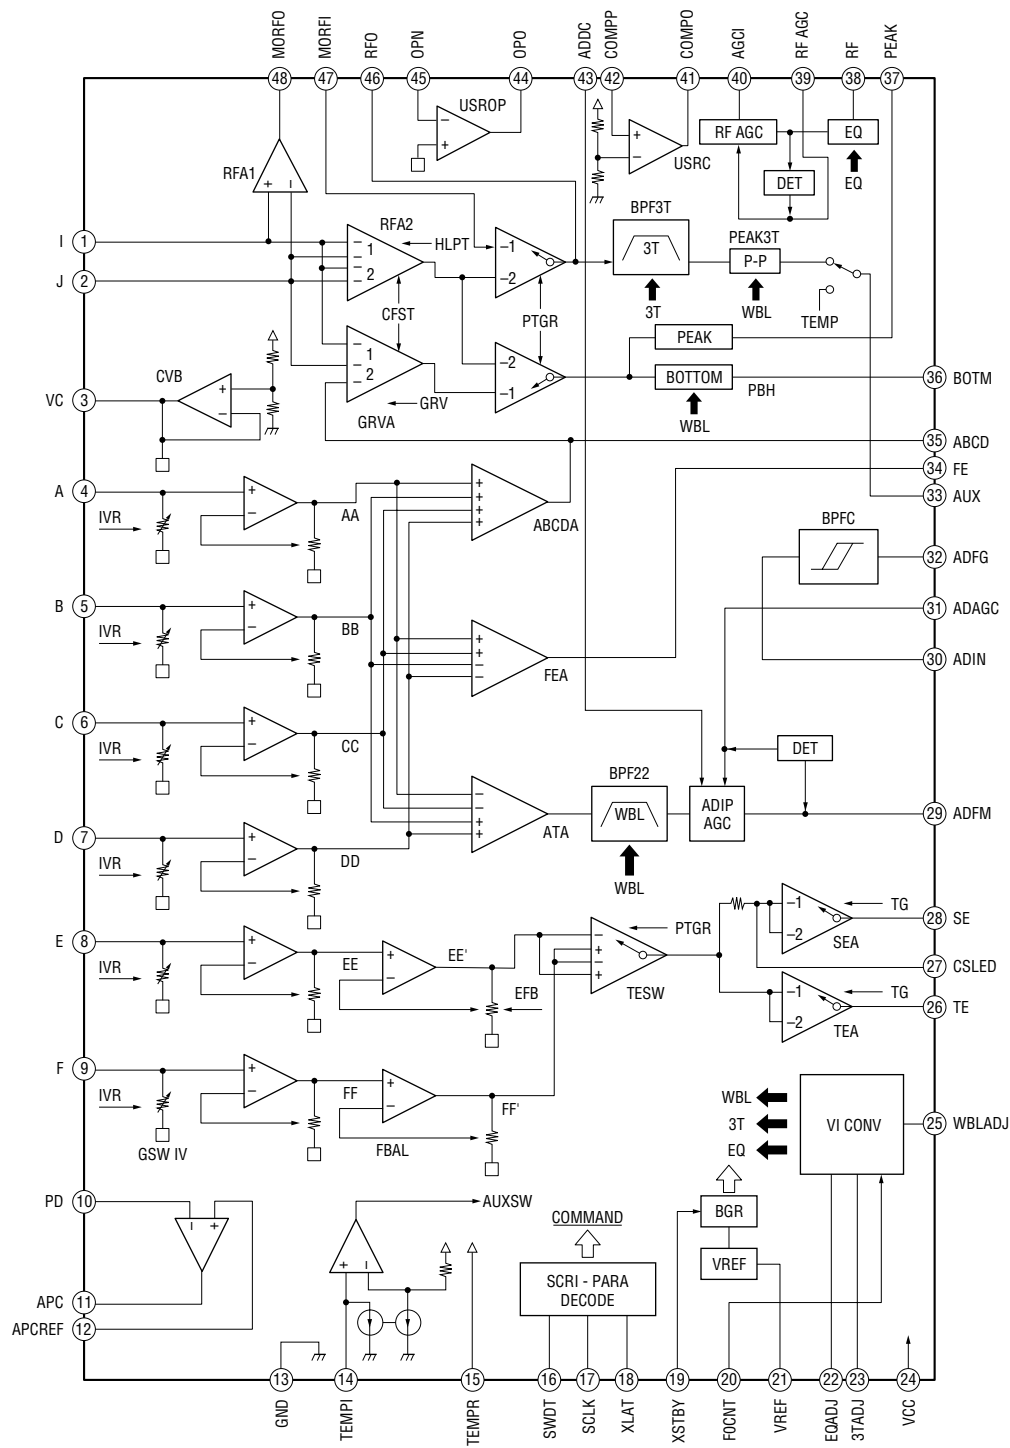 MORFO
MORFI
RFO
OPN
OPO
ADDC
COMPP
COMPO
AGCI
RF AGC
RF
PEAK
48
47
46
45
44
43
42
41
40
39
38
37
USROP
−
+
RFA1
+ −
+
−
USRC
RF AGC
EQ
DET
EQ
I 1
J 2
RFA2
− 1
−
− 2
−
HLPT
CFST
−1
−2
PTGR
BPF3T
3T
3T
PEAK3T
P-P
WBL
TEMP
− 1
− 2
−
GRV
GRVA
−2
−1
PEAK
BOTTOM
PBH
WBL
36 BOTM
35 ABCD
34 FE
33 AUX
CVB
+
−
VC 3
A 4
IVR
+
−
AA
+
+
+
+
ABCDA
BPFC
32 ADFG
31 ADAGC
30 ADIN
B 5
IVR
+
−
BB
+
+
−
−
FEA
C 6
IVR
+
−
CC
DET
BPF22
WBL
WBL
ADIP
AGC
29 ADFM
−
−
+
+
ATA
D 7
IVR
+
−
DD
E 8
IVR
+
−
EE
+
−
EE'
EFB
−
+
−
+
TESW
PTGR
−1
−2
SEA
TG
28 SE
27 CSLED
TG
−1
−2
TEA
26 TE
F 9
IVR
GSW IV
+
−
FF
+
−
FBAL
FF'
WBL
3T
EQ
VI CONV
25 WBLADJ
PD 10
− +
APC 11
APCREF 12
AUXSW
+ −
COMMAND
SCRI - PARA
DECODE
BGR
VREF
13
14
15
16
17
18
19
20
21
22
23
24
GND
TEMPI
TEMPR
SWDT
SCLK
XLAT
XSTBY
F0CNT
VREF
EQADJ
3TADJ
VCC